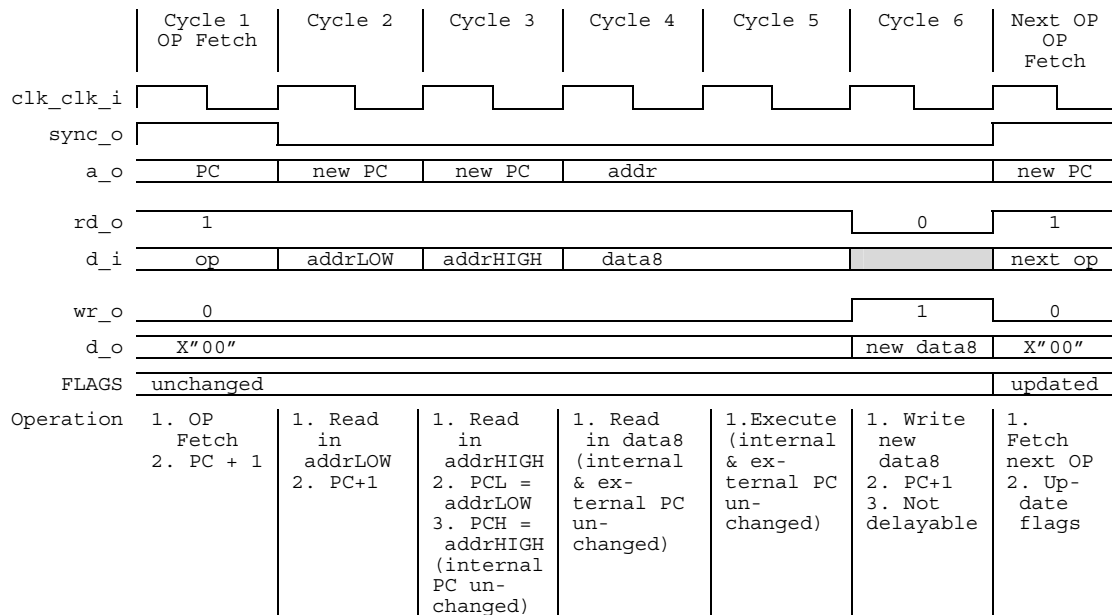 Cycle 1 Cycle 2 Cycle 3 Cycle 4 Cycle 5 Cycle 6 Next OP
OP Fetch OP
Fetch
clk_clk_i
sync_o
a_o PC new PC new PC addr new PC
rd_o 1 0 1
d_i op addrLOW addrHIGH data8 next op
wr_o 0 1 0
d_o X"00" new data8 X"00"
FLAGS unchanged updated
Operation 1. OP 1. Read 1. Read 1. Read 1.Execute 1. Write 1.
Fetch in in in data8 (internal new Fetch
2. PC + 1 addrLOW addrHIGH (internal & ex- data8 next OP
2. PC+1 2. PCL = & ex- ternal PC 2. PC+1 2. Up-
addrLOW ternal PC un- 3. Not date
3. PCH = un- changed) delayable flags
addrHIGH changed)
(internal
PC un-
changed)